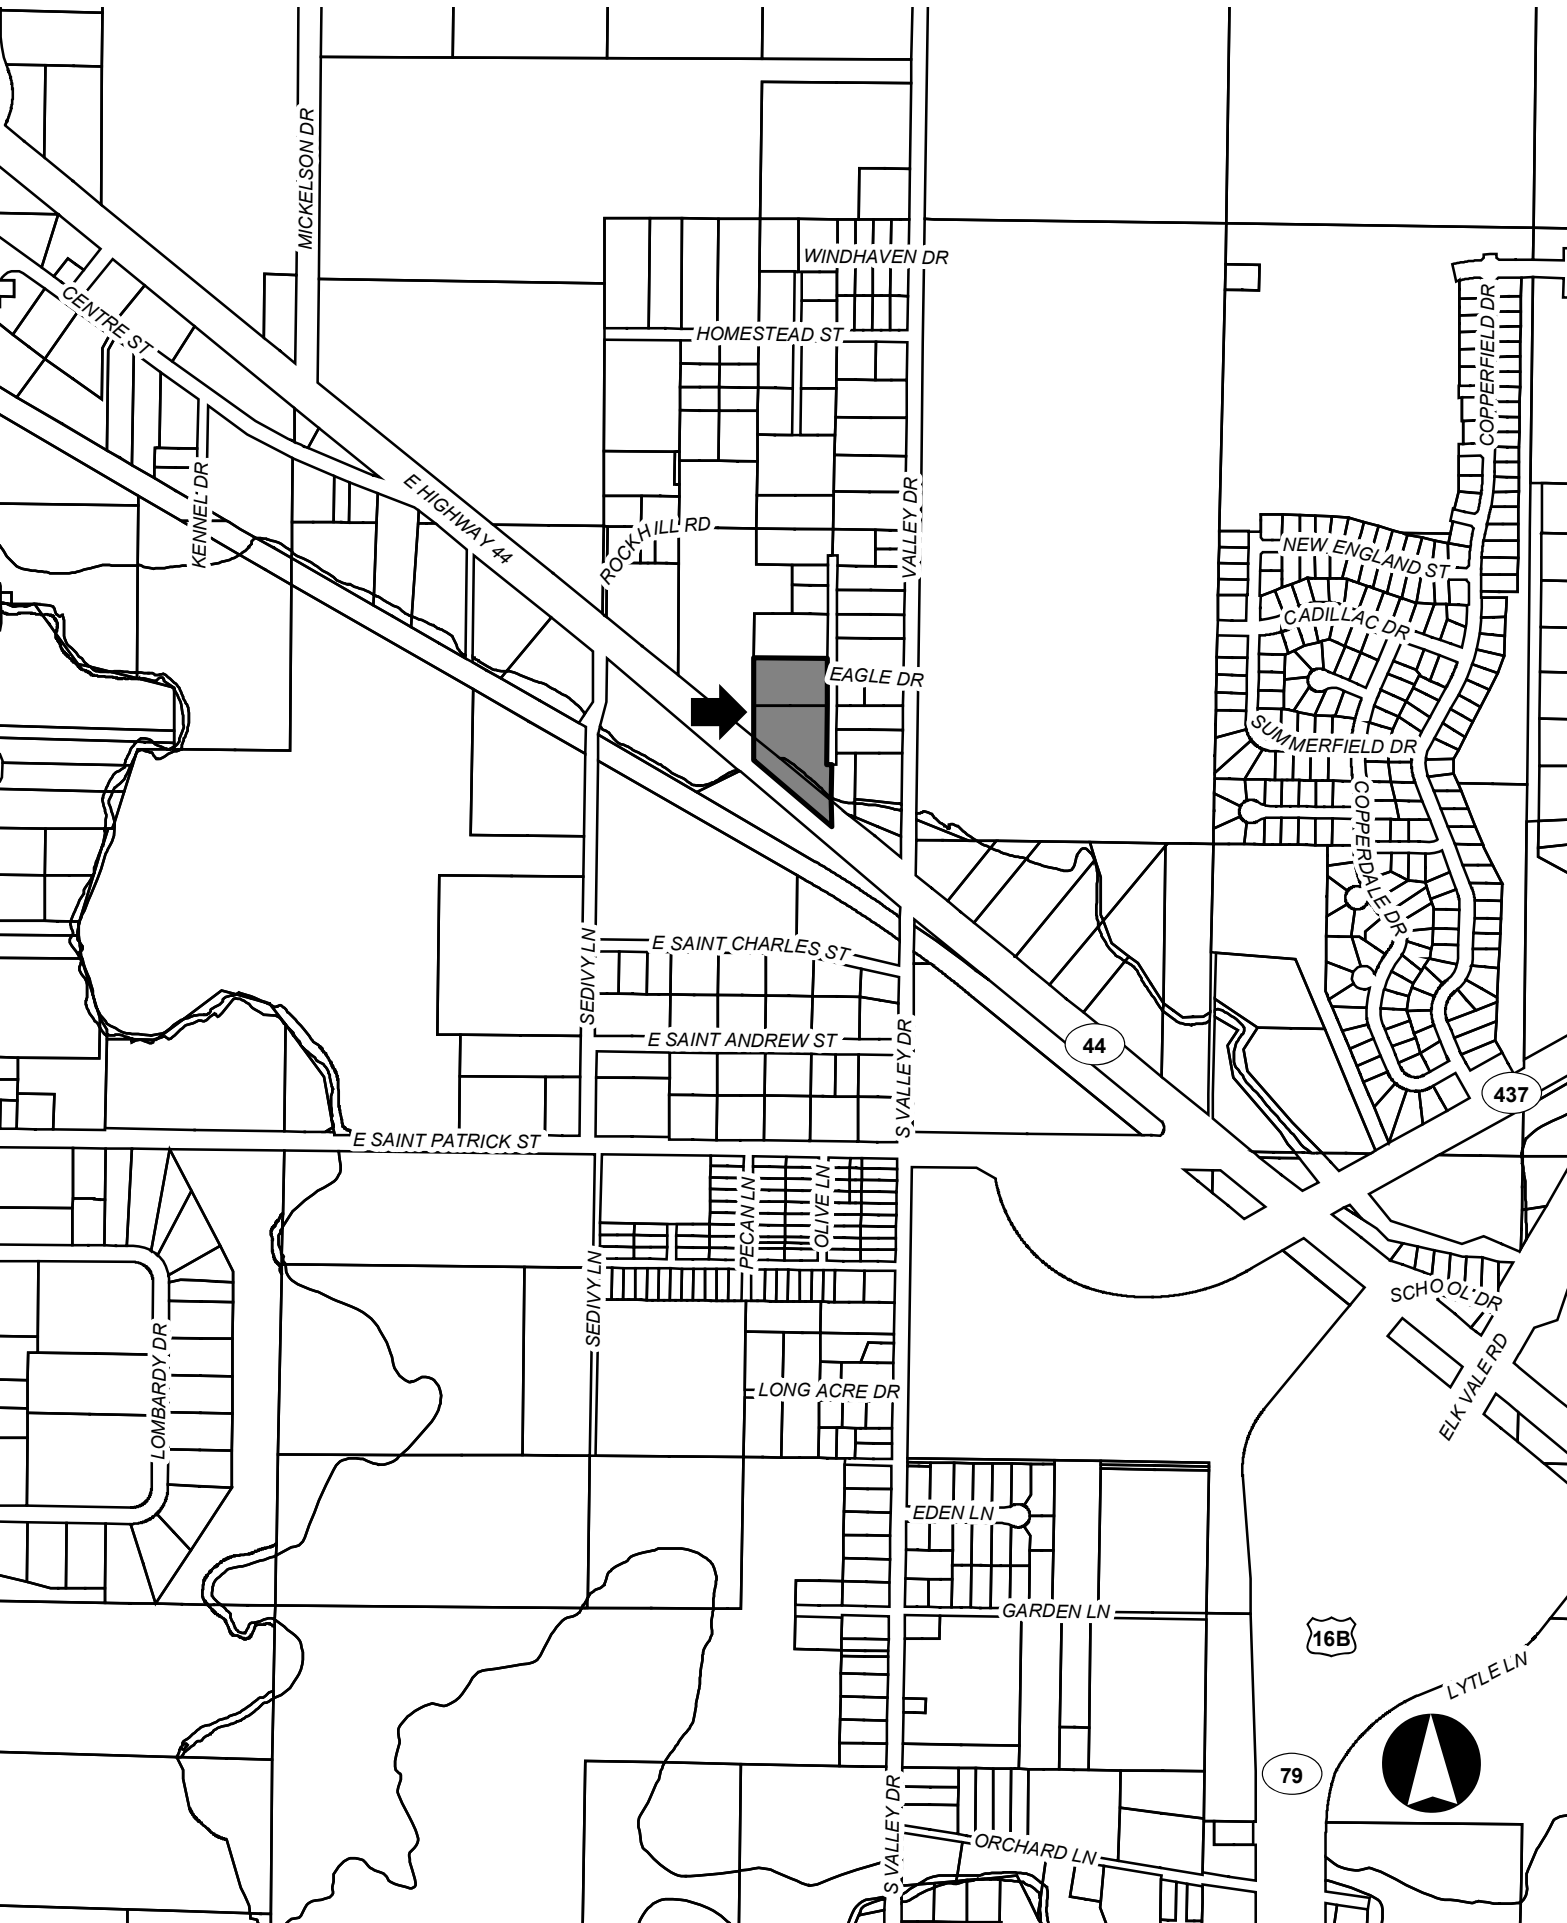 MICKELSON DR
WINDHAVEN DR
CENTRE ST
HOMESTEAD ST
COPPERFIELD DR
KENNEL DR
E HIGHWAY 44
ROCKHILL RD
VALLEY DR
NEW ENGLAND ST
CADILLAC DR
EAGLE DR
SUMMERFIELD DR
COPPERDALE DR
SEDIVY LN
E SAINT CHARLES ST
E SAINT ANDREW ST
S VALLEY DR
44
437
E SAINT PATRICK ST
PECAN LN
OLIVE LN
SEDIVY LN
SCHOOL DR
LOMBARDY DR
LONG ACRE DR
ELK VALE RD
EDEN LN
GARDEN LN
16B
LYTLE LN
79
S VALLEY DR
ORCHARD LN